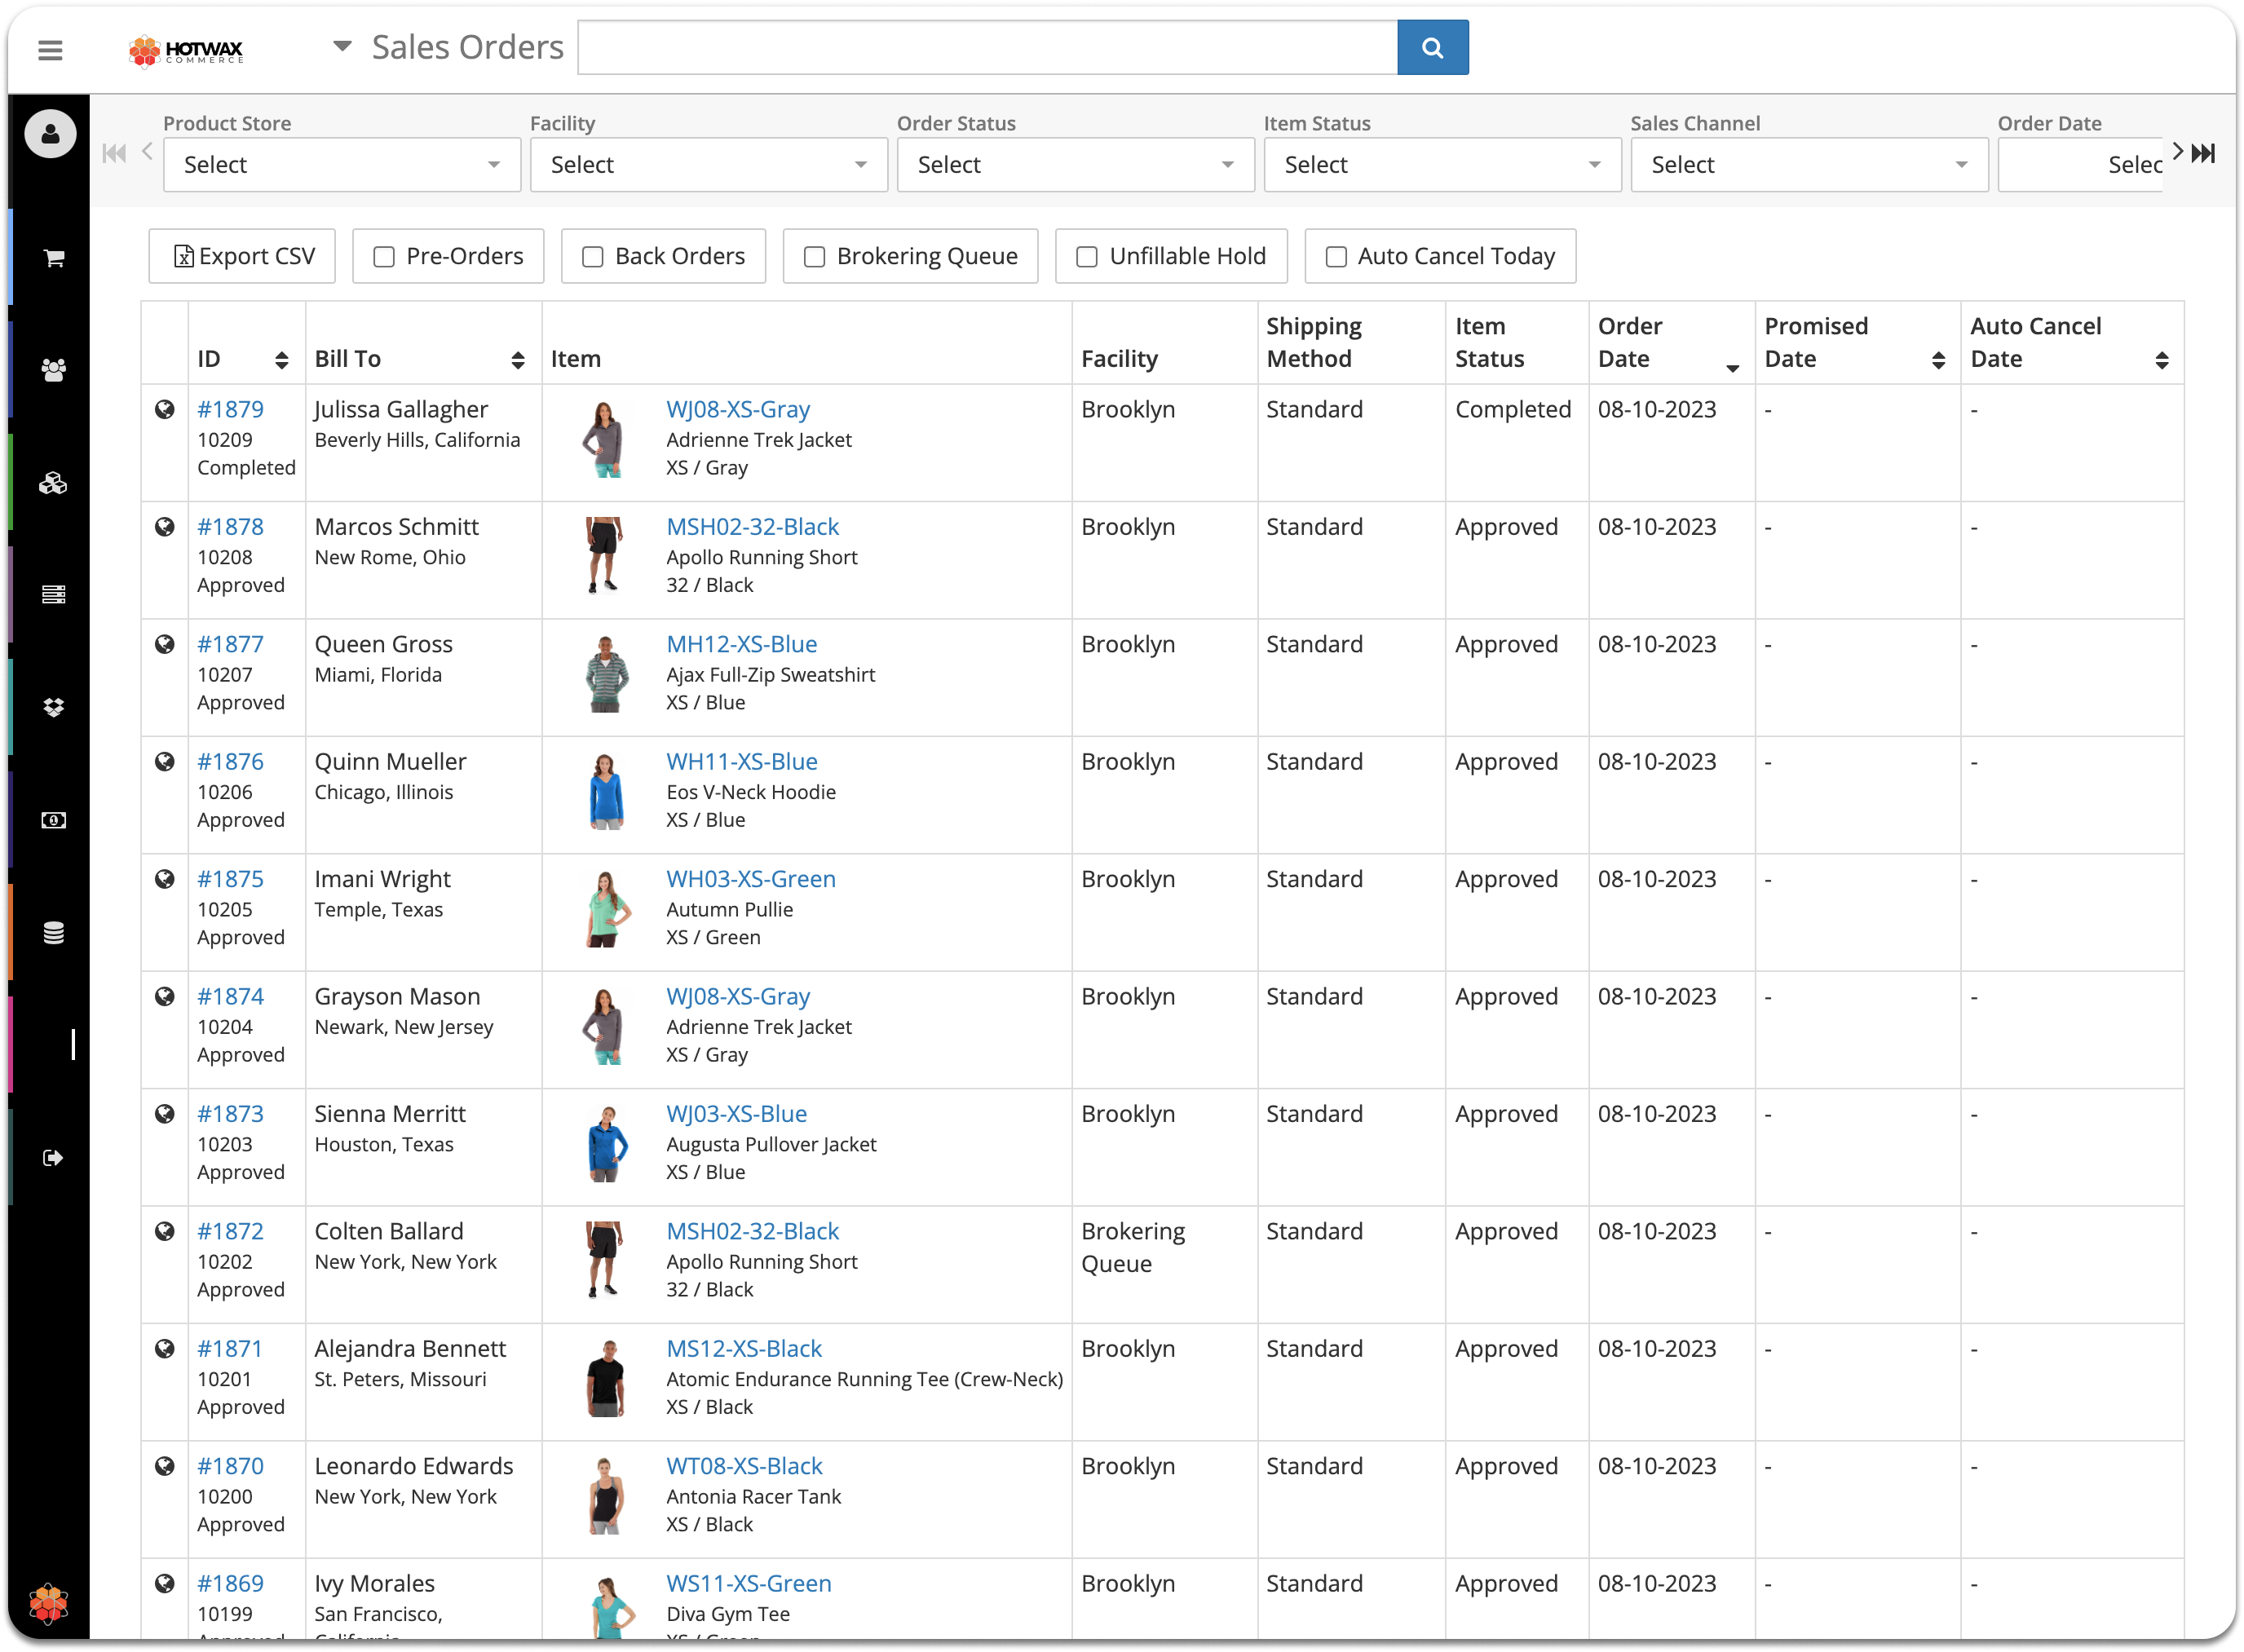 HOTWAX
COMMERCE
Sales Orders
Product Store
Facility
Order Status
Item Status
Sales Channel
Order Date
Select
Select
Select
Select
Select
Selec
Export CSV
Pre-Orders
Back Orders
Brokering Queue
Unfillable Hold
Auto Cancel Today
ID
Bill To
Item
Facility
Shipping
Method
Item
Status
Order
Date
Promised
Date
Auto Cancel
Date
#1879
10209
Completed
Julissa Gallagher
Beverly Hills, California
WJ08-XS-Gray
Adrienne Trek Jacket
XS / Gray
Brooklyn
Standard
Completed
08-10-2023
-
-
#1878
10208
Approved
Marcos Schmitt
New Rome, Ohio
MSH02-32-Black
Apollo Running Short
32 / Black
Brooklyn
Standard
Approved
08-10-2023
-
-
#1877
10207
Approved
Queen Gross
Miami, Florida
MH12-XS-Blue
Ajax Full-Zip Sweatshirt
XS / Blue
Brooklyn
Standard
Approved
08-10-2023
-
-
#1876
10206
Approved
Quinn Mueller
Chicago, Illinois
WH11-XS-Blue
Eos V-Neck Hoodie
XS / Blue
Brooklyn
Standard
Approved
08-10-2023
-
-
#1875
10205
Approved
Imani Wright
Temple, Texas
WH03-XS-Green
Autumn Pullie
XS / Green
Brooklyn
Standard
Approved
08-10-2023
-
-
#1874
10204
Approved
Grayson Mason
Newark, New Jersey
WJ08-XS-Gray
Adrienne Trek Jacket
XS / Gray
Brooklyn
Standard
Approved
08-10-2023
-
-
#1873
10203
Approved
Sienna Merritt
Houston, Texas
WJ03-XS-Blue
Augusta Pullover Jacket
XS / Blue
Brooklyn
Standard
Approved
08-10-2023
-
-
#1872
10202
Approved
Colten Ballard
New York, New York
MSH02-32-Black
Apollo Running Short
32 / Black
Brokering
Queue
Standard
Approved
08-10-2023
-
-
#1871
10201
Approved
Alejandra Bennett
St. Peters, Missouri
MS12-XS-Black
Atomic Endurance Running Tee (Crew-Neck)
XS / Black
Brooklyn
Standard
Approved
08-10-2023
-
-
#1870
10200
Approved
Leonardo Edwards
New York, New York
WT08-XS-Black
Antonia Racer Tank
XS / Black
Brooklyn
Standard
Approved
08-10-2023
-
-
#1869
10199
Ivy Morales
San Francisco,
WS11-XS-Green
Diva Gym Tee
Brooklyn
Standard
Approved
08-10-2023
-
-